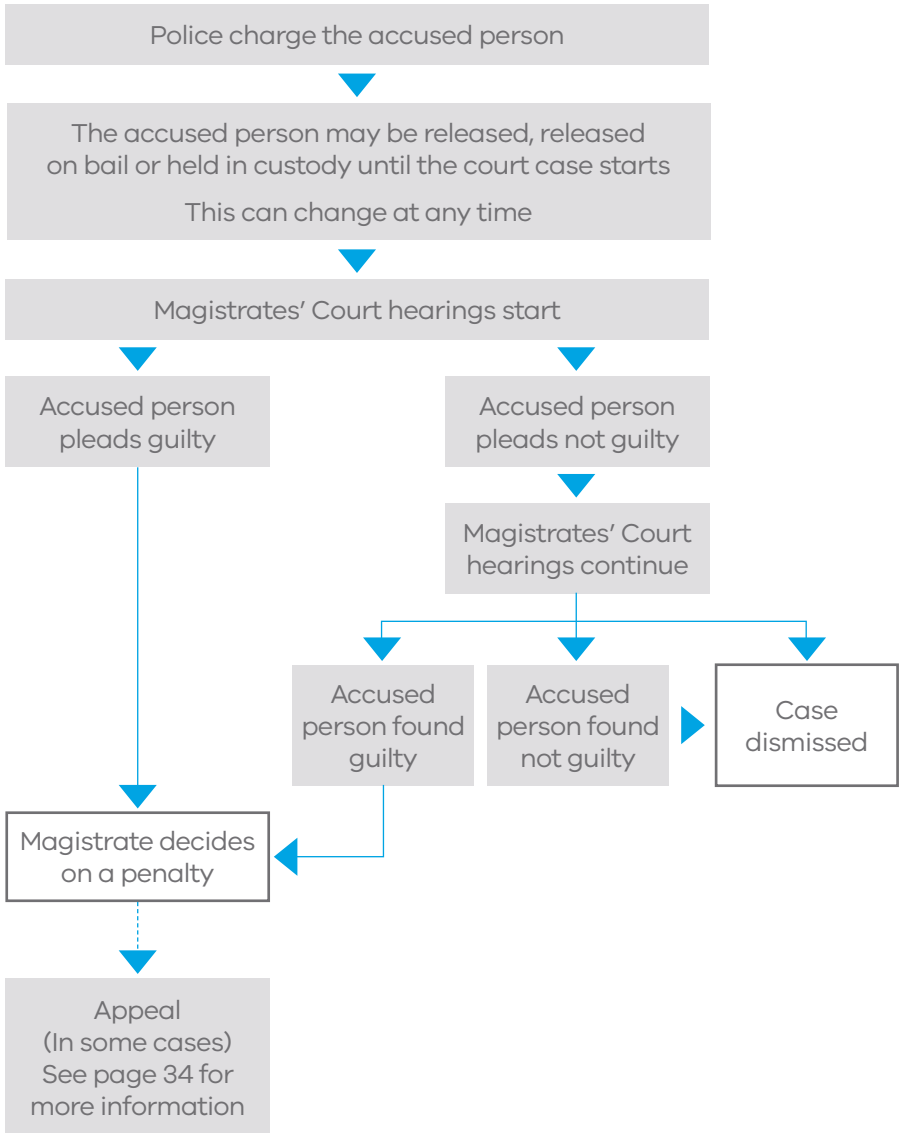 Police charge the accused person
The accused person may be released, released
on bail or held in custody until the court case starts
This can change at any time
Magistrates’ Court hearings start
Accused person
pleads guilty
Accused person
pleads not guilty
Magistrates’ Court
hearings continue
Accused
person found
guilty
Accused
person found
not guilty
Case
dismissed
Magistrate decides
on a penalty
Appeal
(In some cases)
See page 34 for
more information